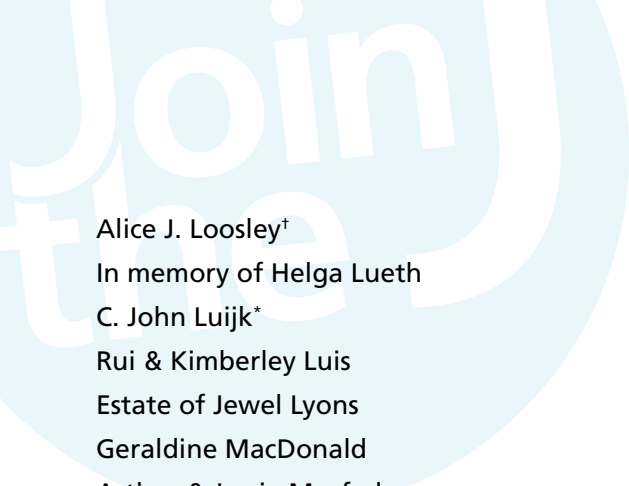 Join
the J
Alice J. Loosley†
In memory of Helga Lueth
C. John Luijk*
Rui & Kimberley Luis
Estate of Jewel Lyons
Geraldine MacDonald